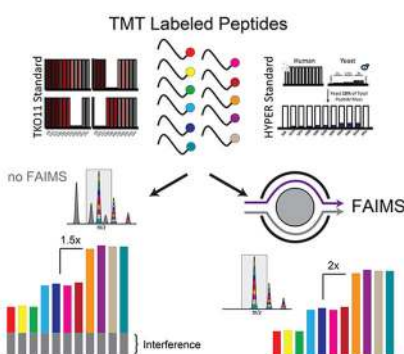 TMT Labeled Peptides
TKO11 Standard
HYPER Standard
Human
Yeast
no FAIMS
FAIMS
m/z
1.5x
m/z
2x
Interference